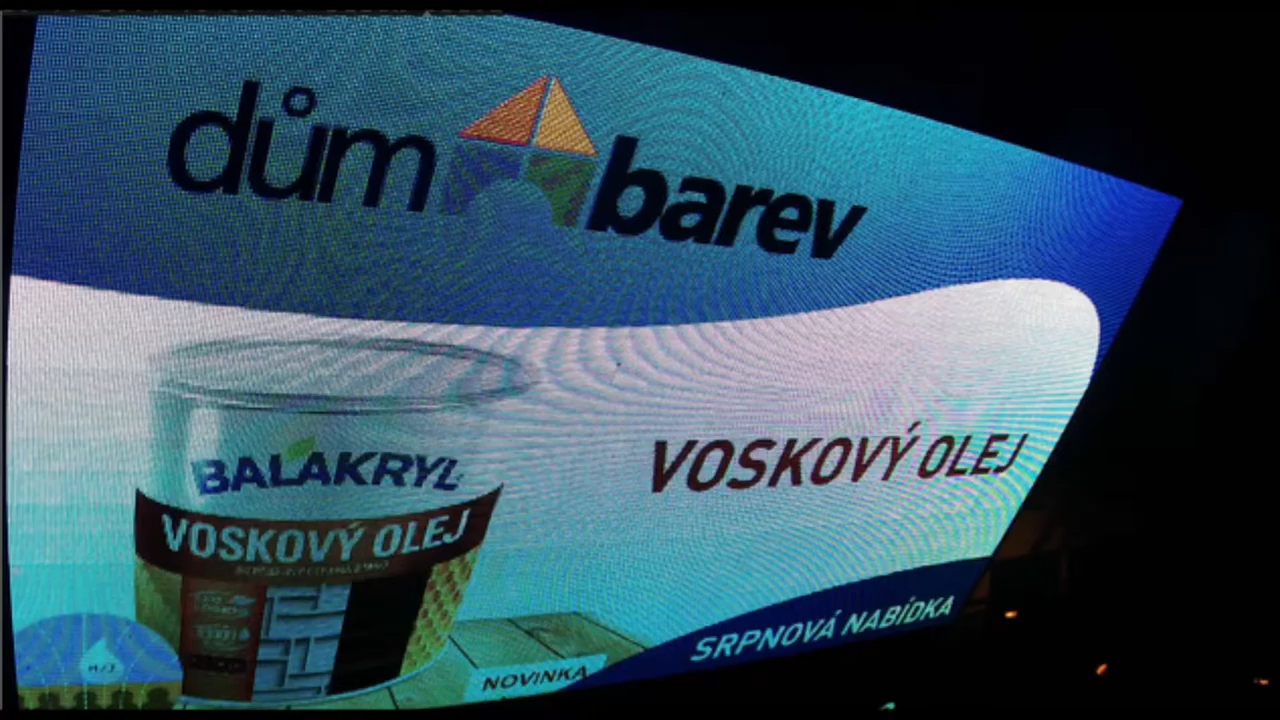 dům barev
BALAKRYL
VOSKOVÝ OLEJ
VOSKOVÝ OLEJ
SRPNOVÁ NABÍDKA
NOVINKA